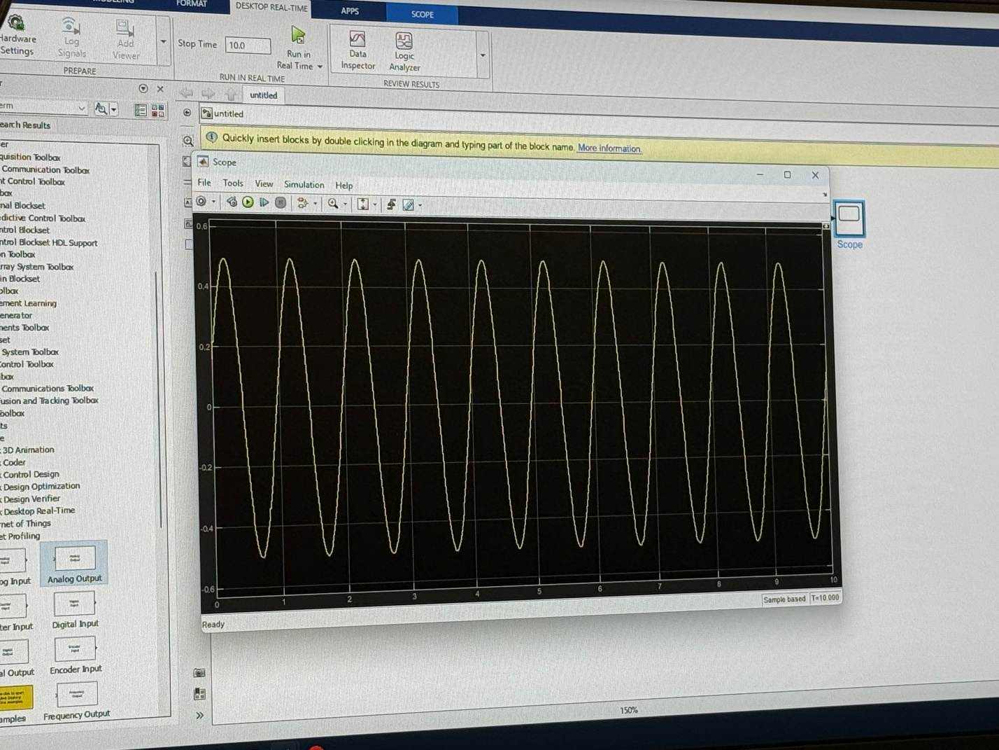 FORMAT
DESKTOP REAL-TIME
APPS
SCOPE
Hardware
Settings
Log
Signals
Add
Viewer
Stop Time
10.0
Run in
Real Time
Data
Inspector
Logic
Analyzer
PREPARE
RUN IN REAL TIME
REVIEW RESULTS
untitled
untitled
earch Results
Quickly insert blocks by double clicking in the diagram and typing part of the block name. More information.
er
quisition Toolbox
Communication Toolbox
nt Control Toolbox
box
nal Blockset
dictive Control Toolbox
ntrol Blockset
ntrol Blockset HDL Support
on Toolbox
rray System Toolbox
in Blockset
olbox
ement Learning
enerator
ments Toolbox
set
System Toolbox
Control Toolbox
box
Communications Toolbox
usion and Tracking Toolbox
oolbox
ts
e
3D Animation
Coder
Control Design
Design Optimization
Design Verifier
Desktop Real-Time
rnet of Things
et Profiling
og Input
Analog Output
ter Input
Digital Input
al Output
Encoder Input
amples
Frequency Output
Scope
File Tools View Simulation Help
0.6
0.4
0.2
0
-0.2
-0.4
-0.6
0 1 2 3 4 5 6 7 8 9 10
Ready
Sample based T=10.000
Scope
150%